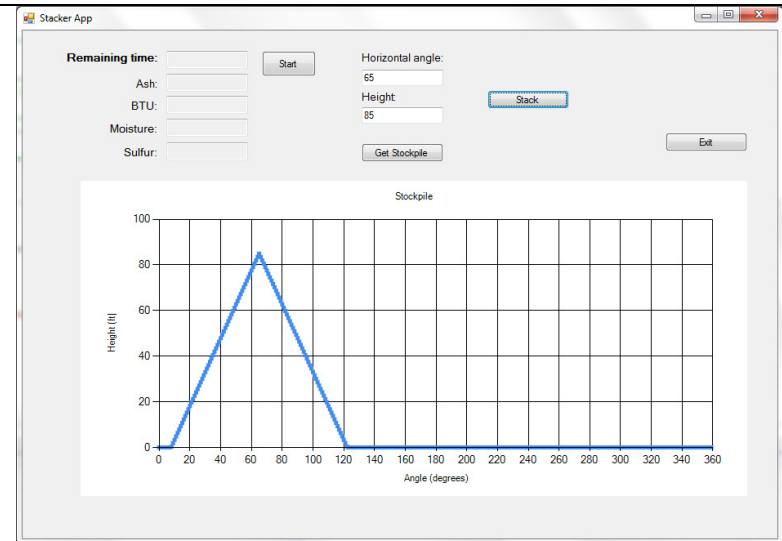 Stacker App
Remaining time:
Start
Ash:
BTU:
Moisture:
Sulfur:
Horizontal angle:
65
Height:
85
Get Stockpile
Stack
Exit
Stockpile
Height (ft)
100
80
60
40
20
0
0 20 40 60 80 100 120 140 160 180 200 220 240 260 280 300 320 340 360
Angle (degrees)